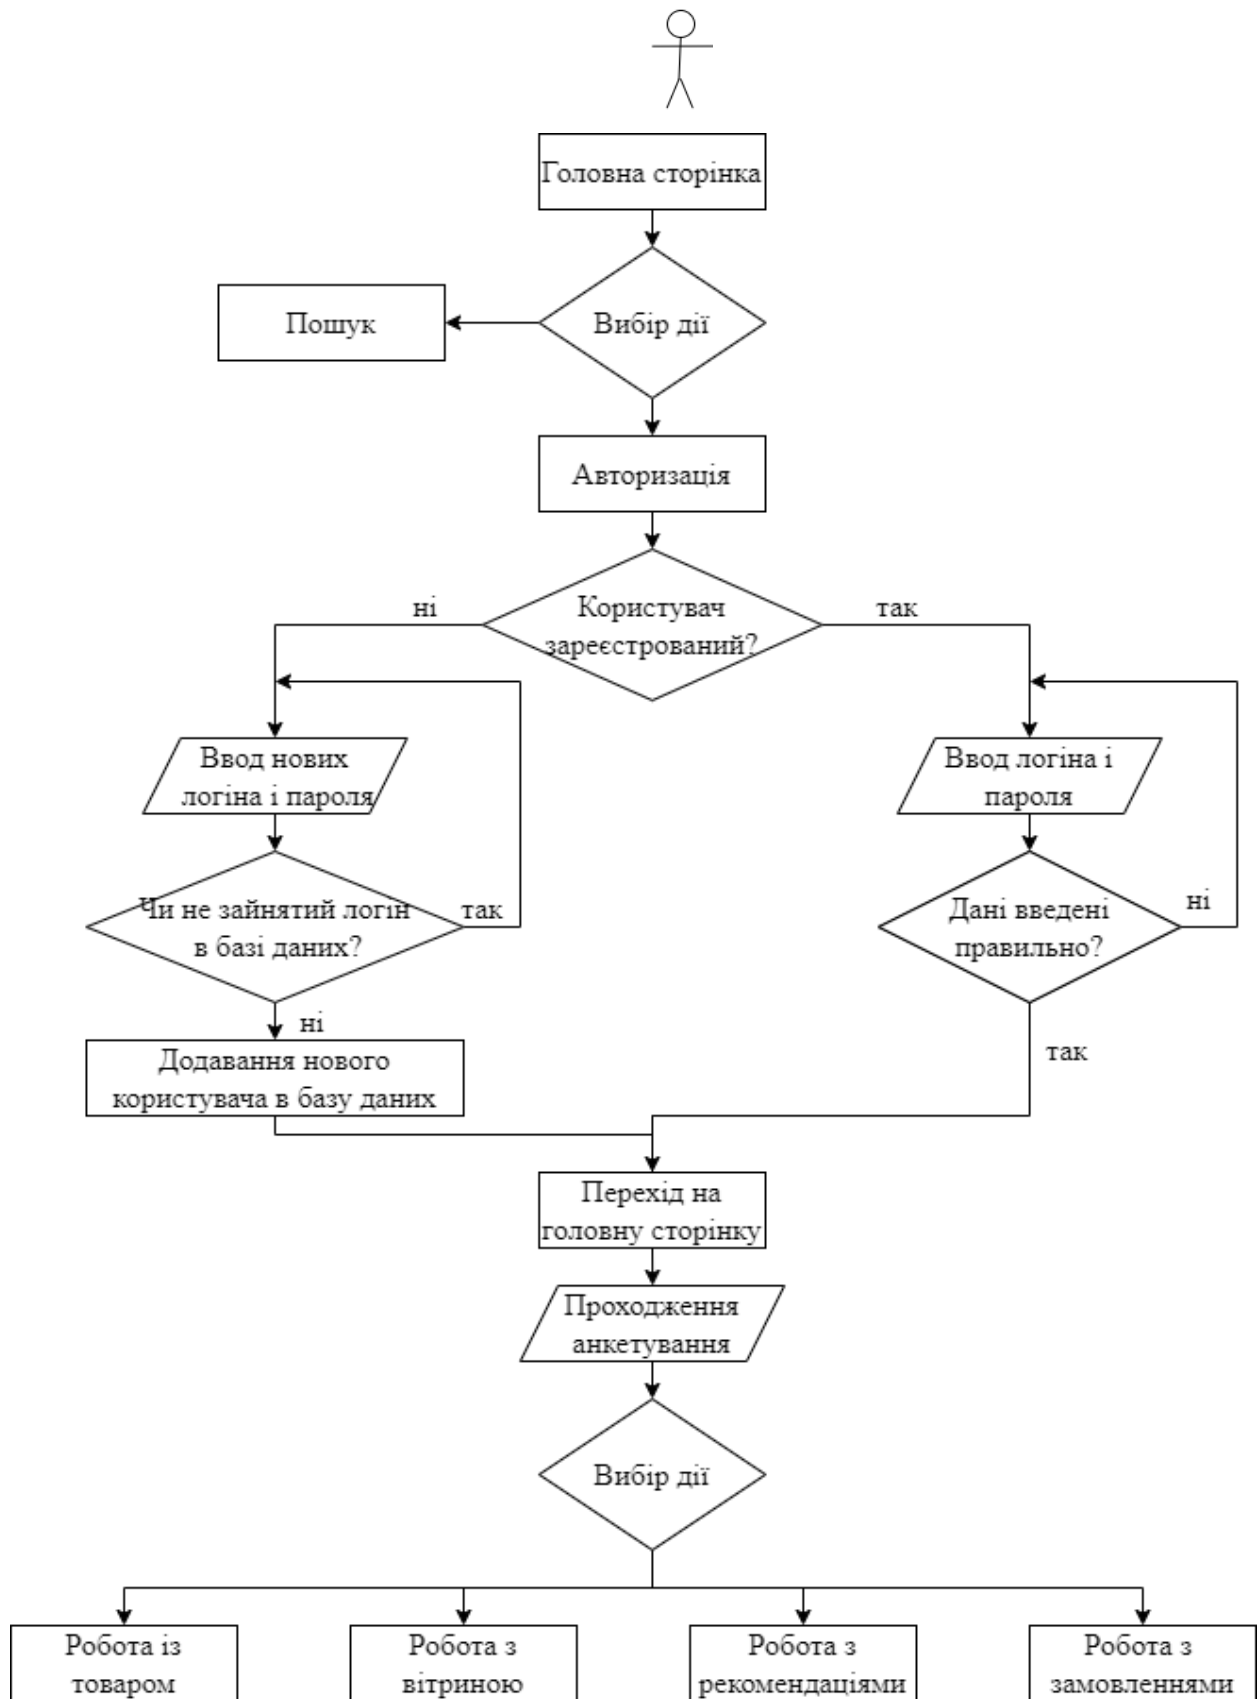 Головна сторінка
Пошук
Вибір дії
Авторизація
ні
Користувач
зареєстрований?
так
Ввод нових
логіна і пароля
Ввод логіна і
пароля
Чи не зайнятий логін
в базі даних?
так
Дані введені
правильно?
ні
ні
Додавання нового
користувача в базу даних
так
Перехід на
головну сторінку
Проходження
анкетування
Вибір дії
Робота із
товаром
Робота з
вітриною
Робота з
рекомендаціями
Робота з
замовленнями